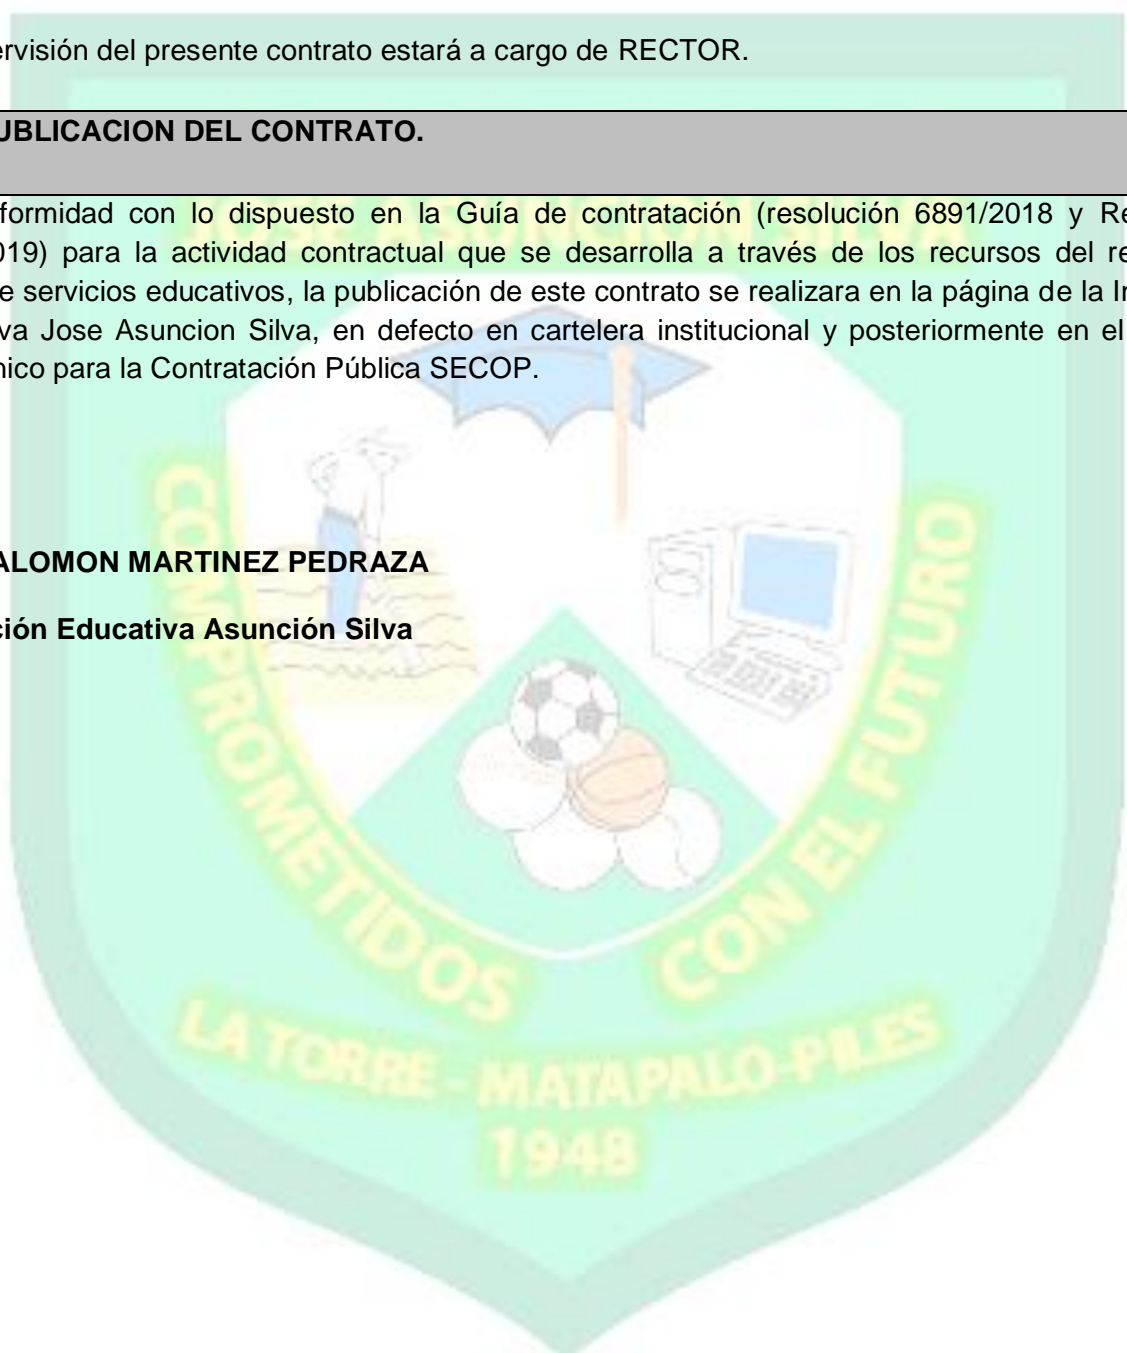 ervisión del presente contrato estará a cargo de RECTOR.
UBLICACION DEL CONTRATO.
formidad con lo dispuesto en la Guía de contratación (resolución 6891/2018 y Re
019) para la actividad contractual que se desarrolla a través de los recursos del re
e servicios educativos, la publicación de este contrato se realizara en la página de la In
va Jose Asuncion Silva, en defecto en cartelera institucional y posteriormente en el
nico para la Contratación Pública SECOP.
ALOMON MARTINEZ PEDRAZA
ción Educativa Asunción Silva
JOSE ASUNCION SILVA
COMPROMETIDOS CON EL FUTURO
LA TORRE - MATAPALO-PILES
1948